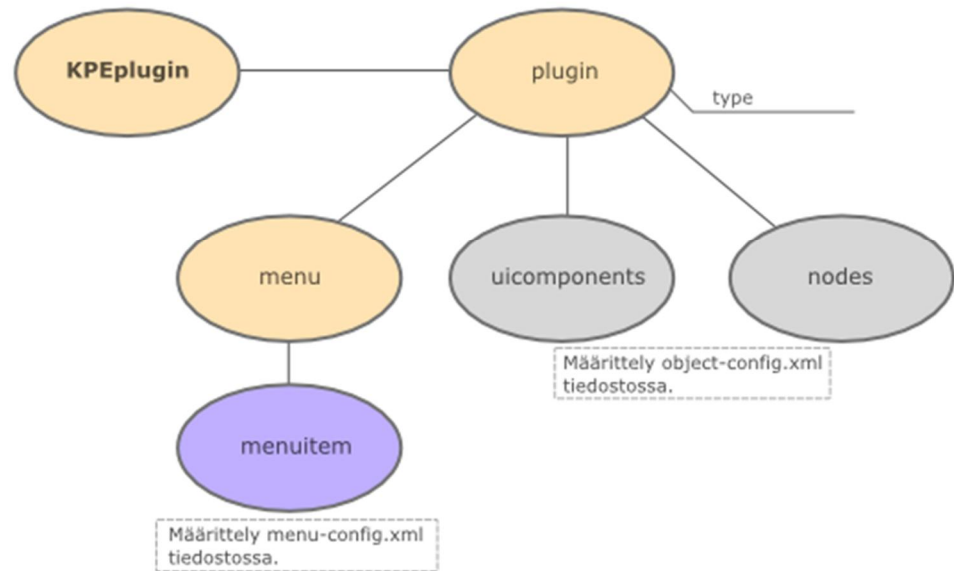 KPEplugin
plugin
type
menu
uicomponents
nodes
Määrittely object-config.xml
tiedostossa.
menuitem
Määrittely menu-config.xml
tiedostossa.